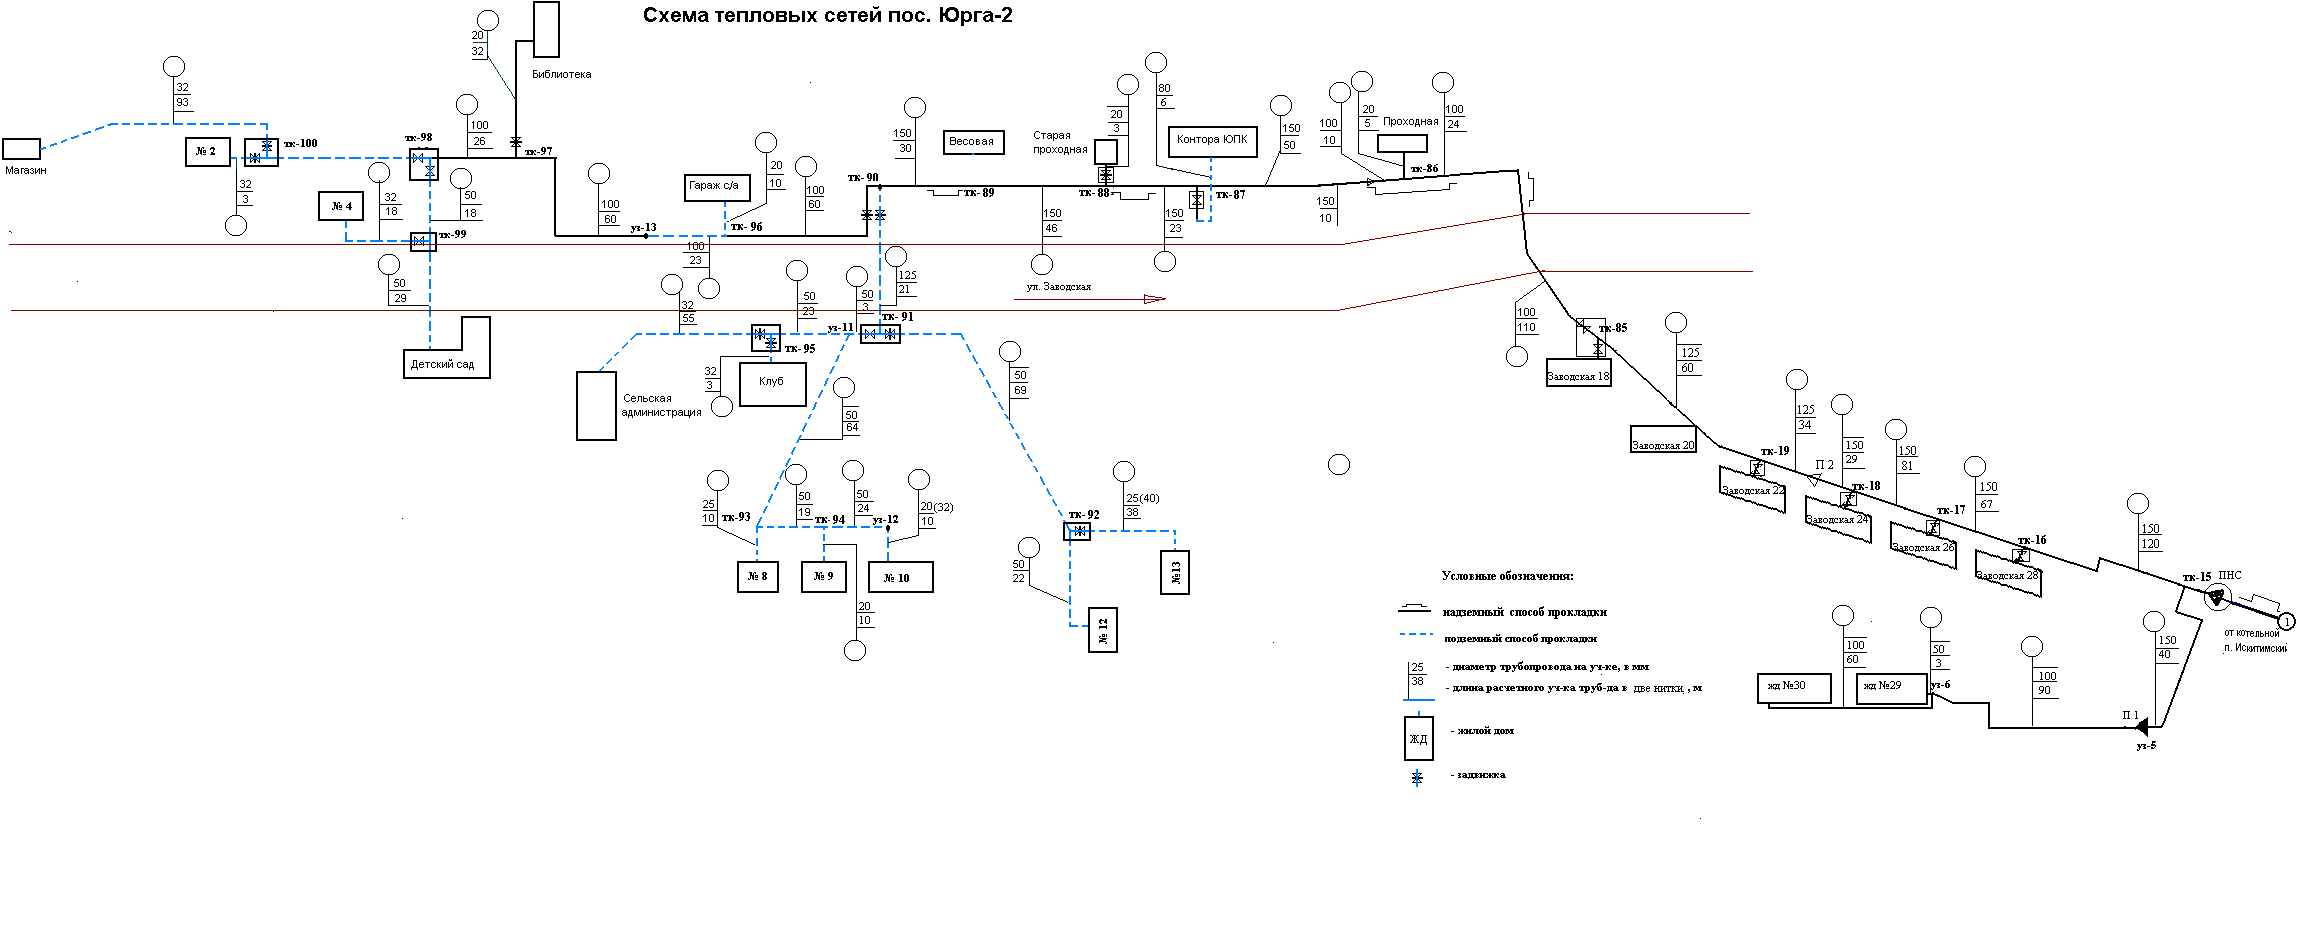 Схема тепловых сетей пос. Юрга-2
20
32
Библиотека
32
93
Магазин
№ 2
тк-100
тк-98
100
26
тк-97
32
3
№ 4
32
18
50
18
тк-99
50
29
Детский сад
100
60
уз-13
Гараж с/а
20
10
тк- 96
100
23
100
60
тк- 90
150
30
Весовая
тк- 89
Старая
проходная
20
3
тк- 88
80
6
Контора ЮПК
тк- 87
150
50
150
46
150
23
100
10
20
5
Проходная
100
24
тк-86
150
10
ул. Заводская
32
55
50
23
50
3
125
21
уз-11
тк- 91
тк- 95
32
3
Клуб
Сельская
администрация
50
64
50
69
25
10
тк-93
50
19
тк- 94
50
24
уз-12
20(32)
10
№ 8
№ 9
№ 10
20
10
тк- 92
25(40)
38
50
22
№13
№ 12
100
110
тк-85
Заводская 18
125
60
Заводская 20
125
34
тк-19
П 2
Заводская 22
150
29
тк-18
Заводская 24
150
81
тк-17
Заводская 26
150
67
тк-16
Заводская 28
150
120
тк-15
ПНС
1
от котельной
п. Искитимский
100
60
50
3
жд №30
жд №29
уз-6
100
90
150
40
П 1
уз-5
Условные обозначения:
надземный способ прокладки
подземный способ прокладки
25
38
- диаметр трубопровода на уч-ке, в мм
- длина расчетного уч-ка труб-да в две нитки , м
ЖД
- жилой дом
- задвижка